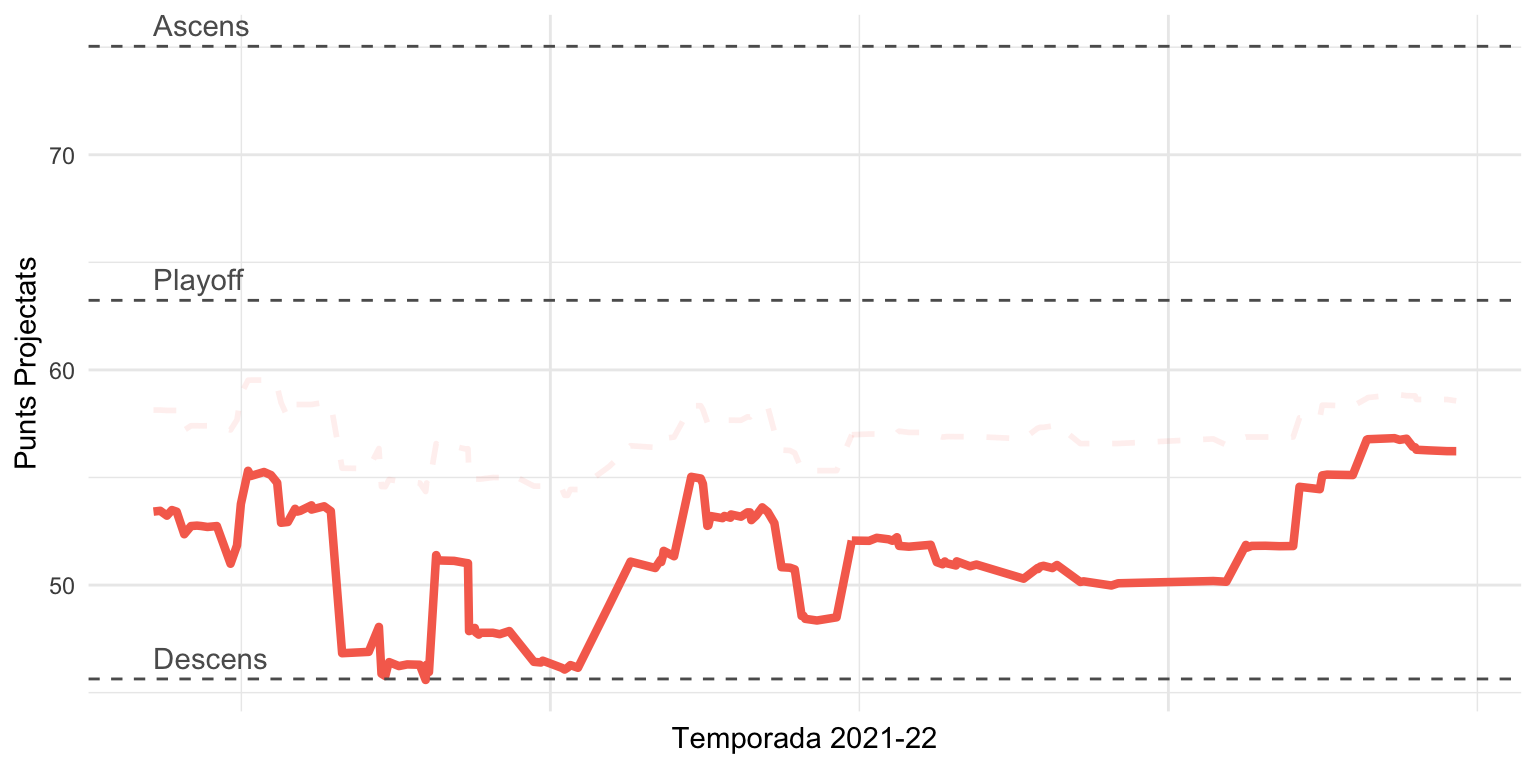 Ascens
70
Playoff
60
50
Descens
Punts Projectats
Temporada 2021-22